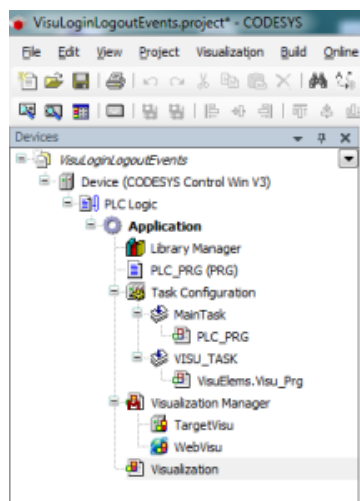 VisuLoginLogoutEvents.project* - CODESYS
File Edit View Project Visualization Build Online
Devices
VisuLoginLogoutEvents
Device (CODESYS Control Win V3)
PLC Logic
Application
Library Manager
PLC_PRG (PRG)
Task Configuration
MainTask
PLC_PRG
VISU_TASK
VisuElems.Visu_Prg
Visualization Manager
TargetVisu
WebVisu
Visualization